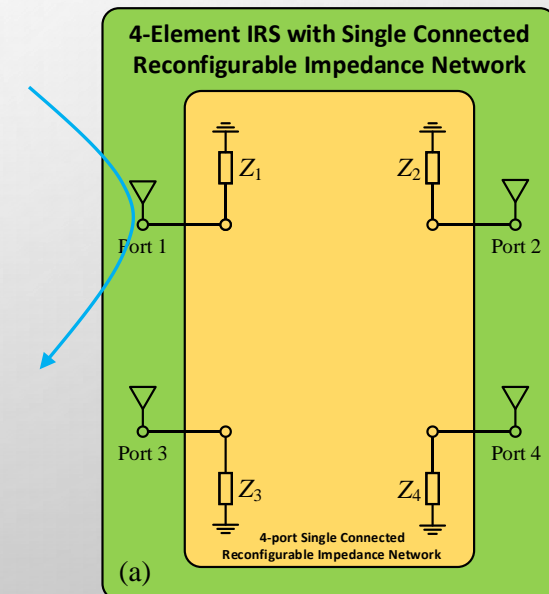 4-Element IRS with Single Connected
Reconfigurable Impedance Network
Z1 Z2
Port 1 Port 2
Port 3 Port 4
Z3 Z4
4-port Single Connected
Reconfigurable Impedance Network
(a)